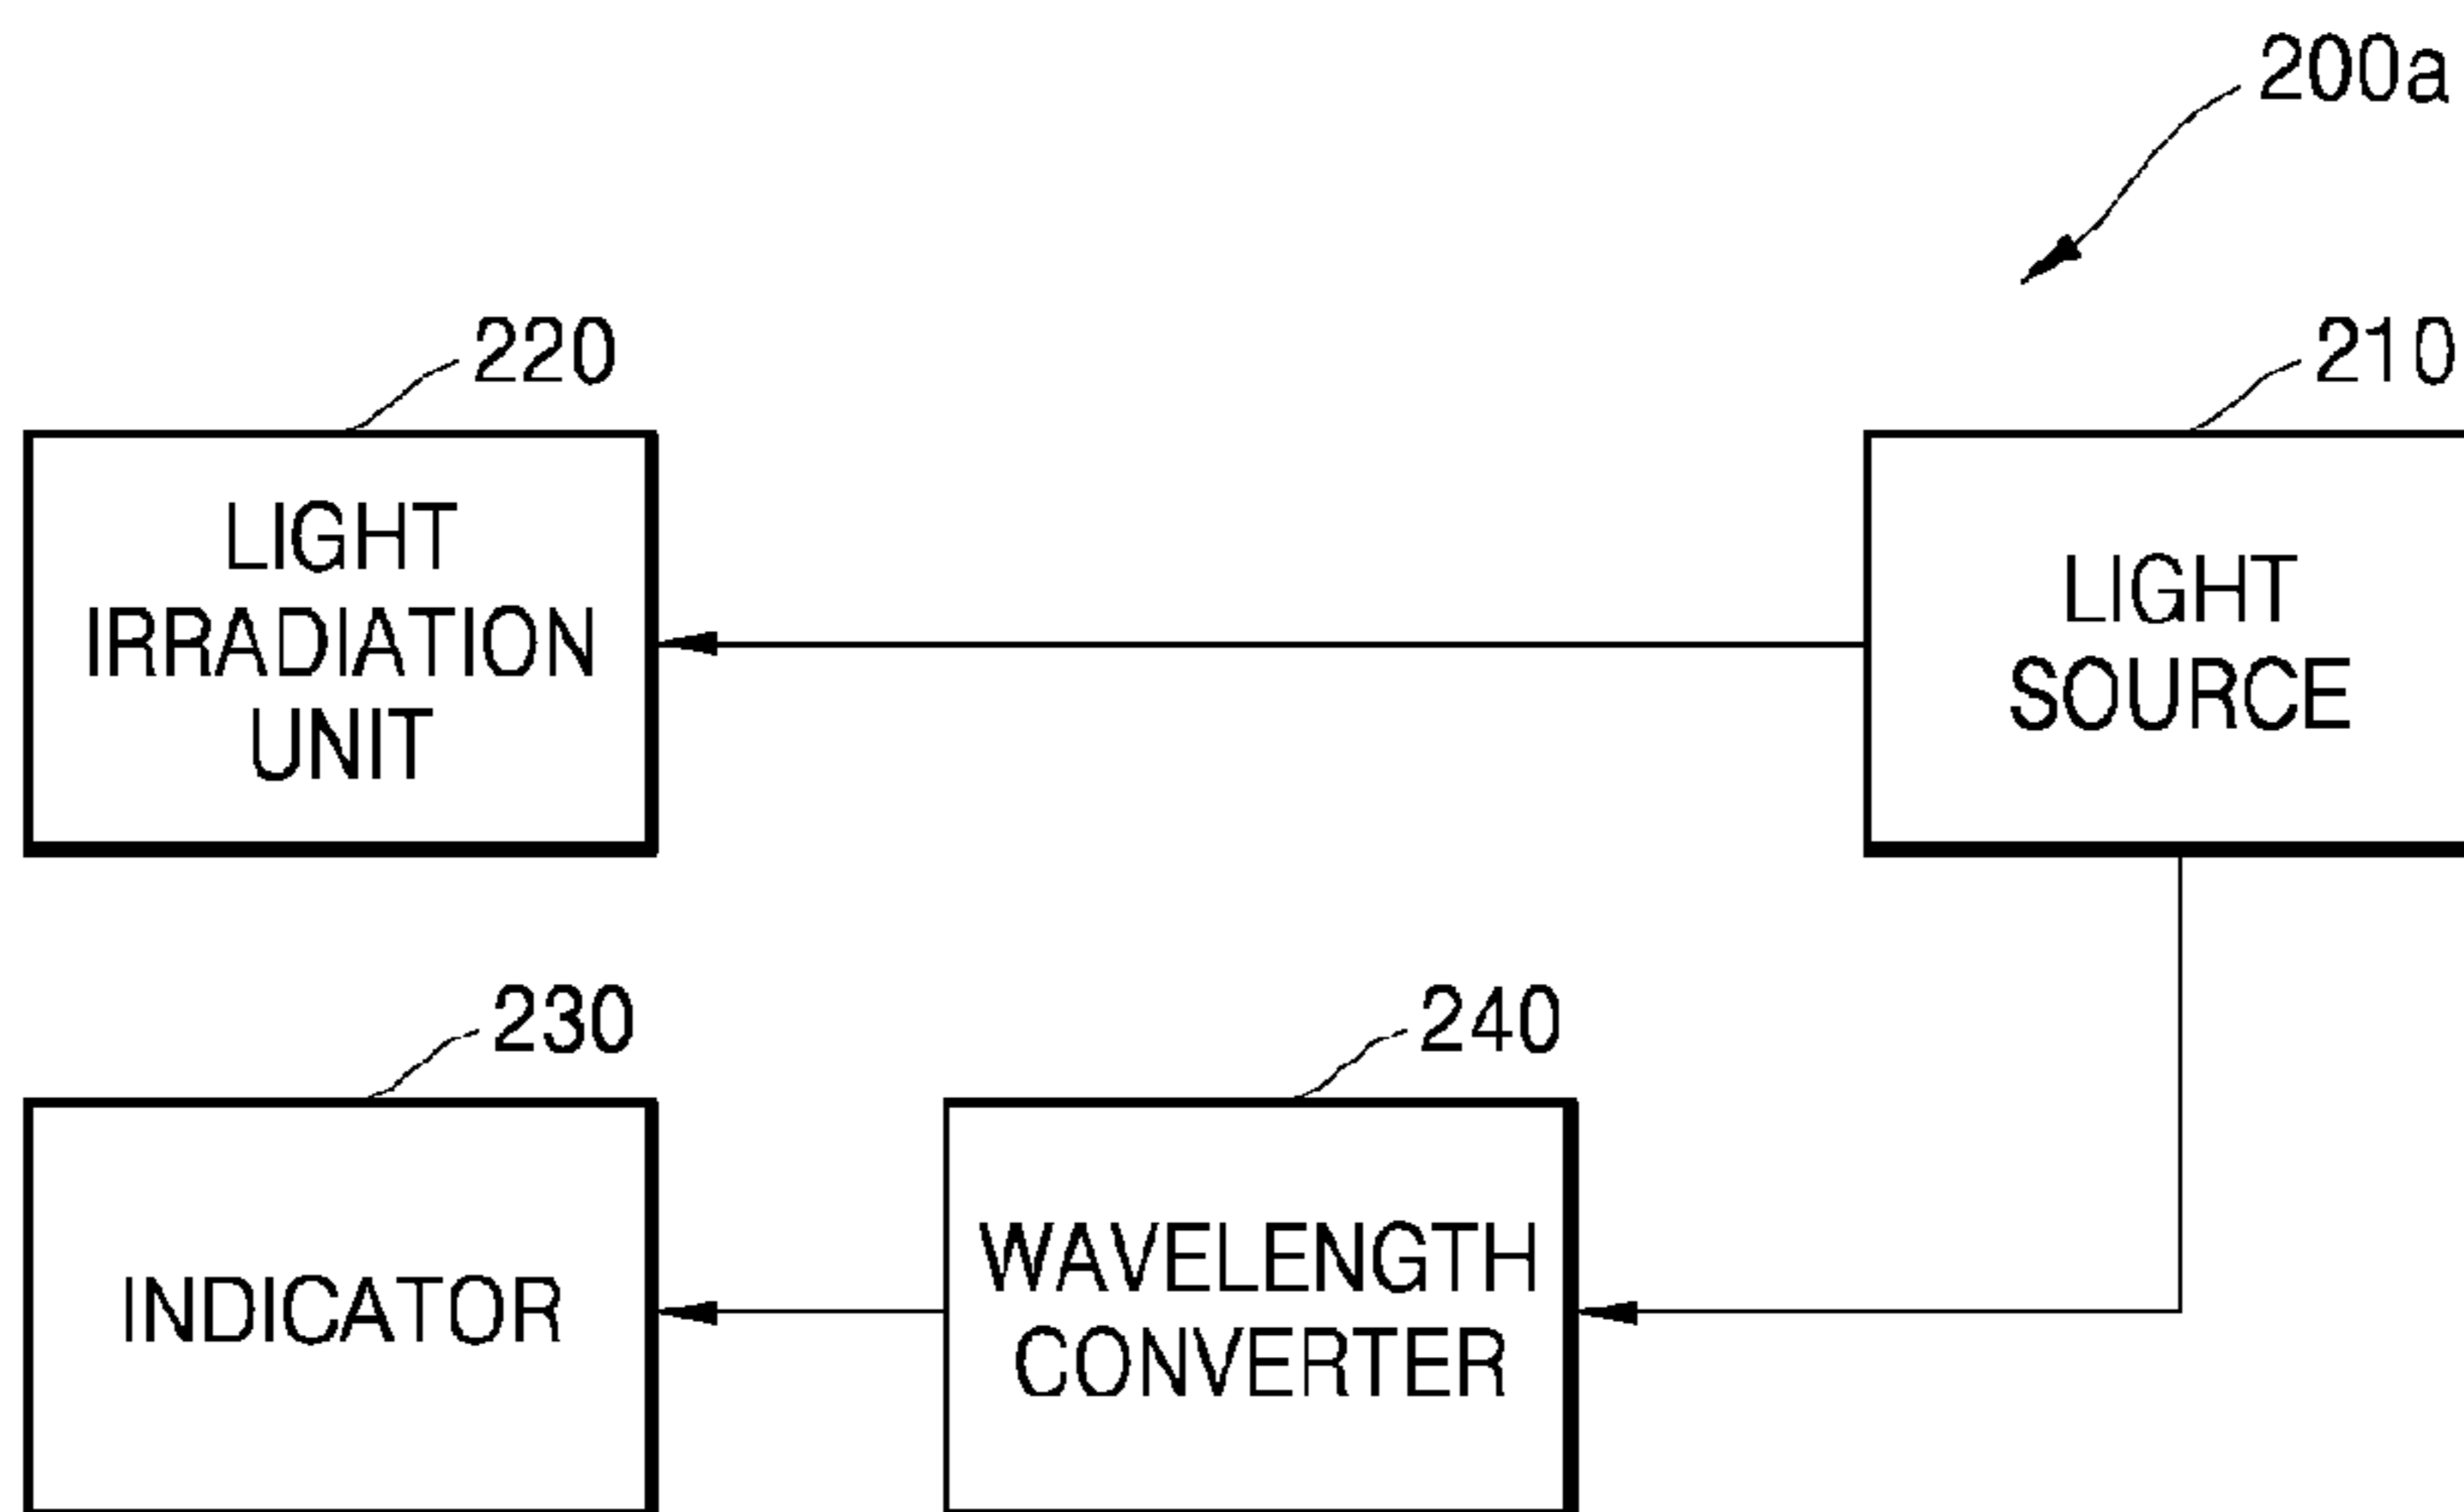 200a
220
210
LIGHT
IRRADIATION
UNIT
LIGHT
SOURCE
230
240
INDICATOR
WAVELENGTH
CONVERTER